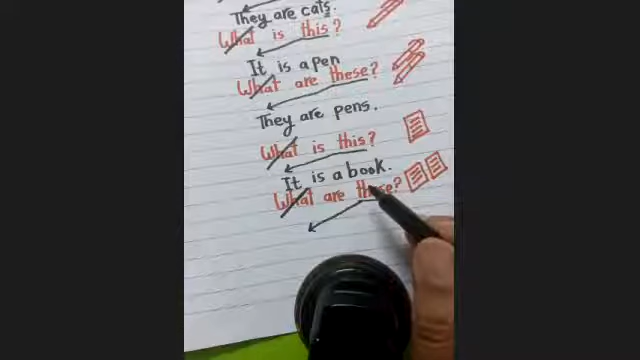 They are cats.
What is this?
It is a pen
What are these?
They are pens.
What is this?
It is a book.
What are these?